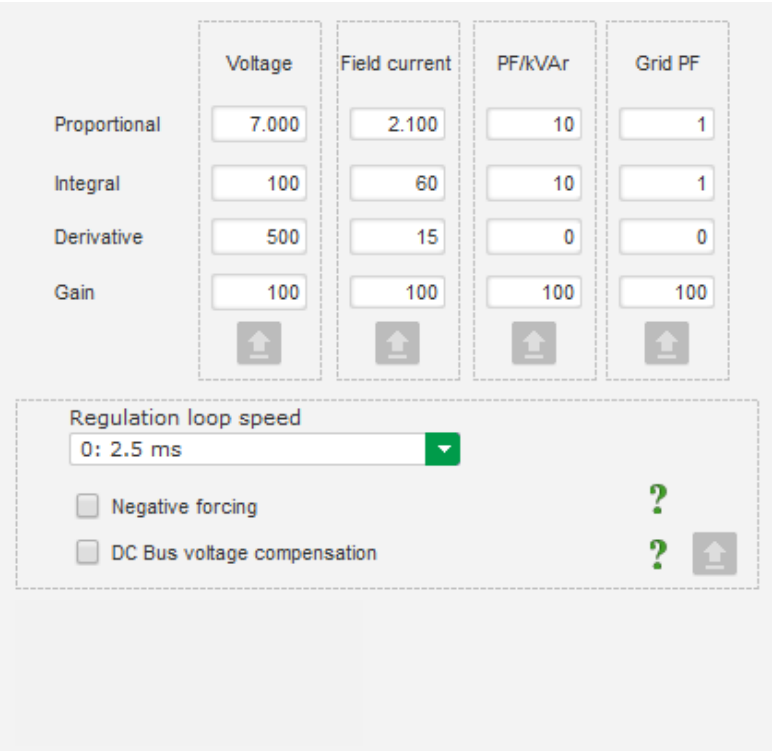 Voltage Field current PF/kVAr Grid PF
Proportional 7.000 2.100 10 1
Integral 100 60 10 1
Derivative 500 15 0 0
Gain 100 100 100 100
Regulation loop speed
0: 2.5 ms
Negative forcing ?
DC Bus voltage compensation ?